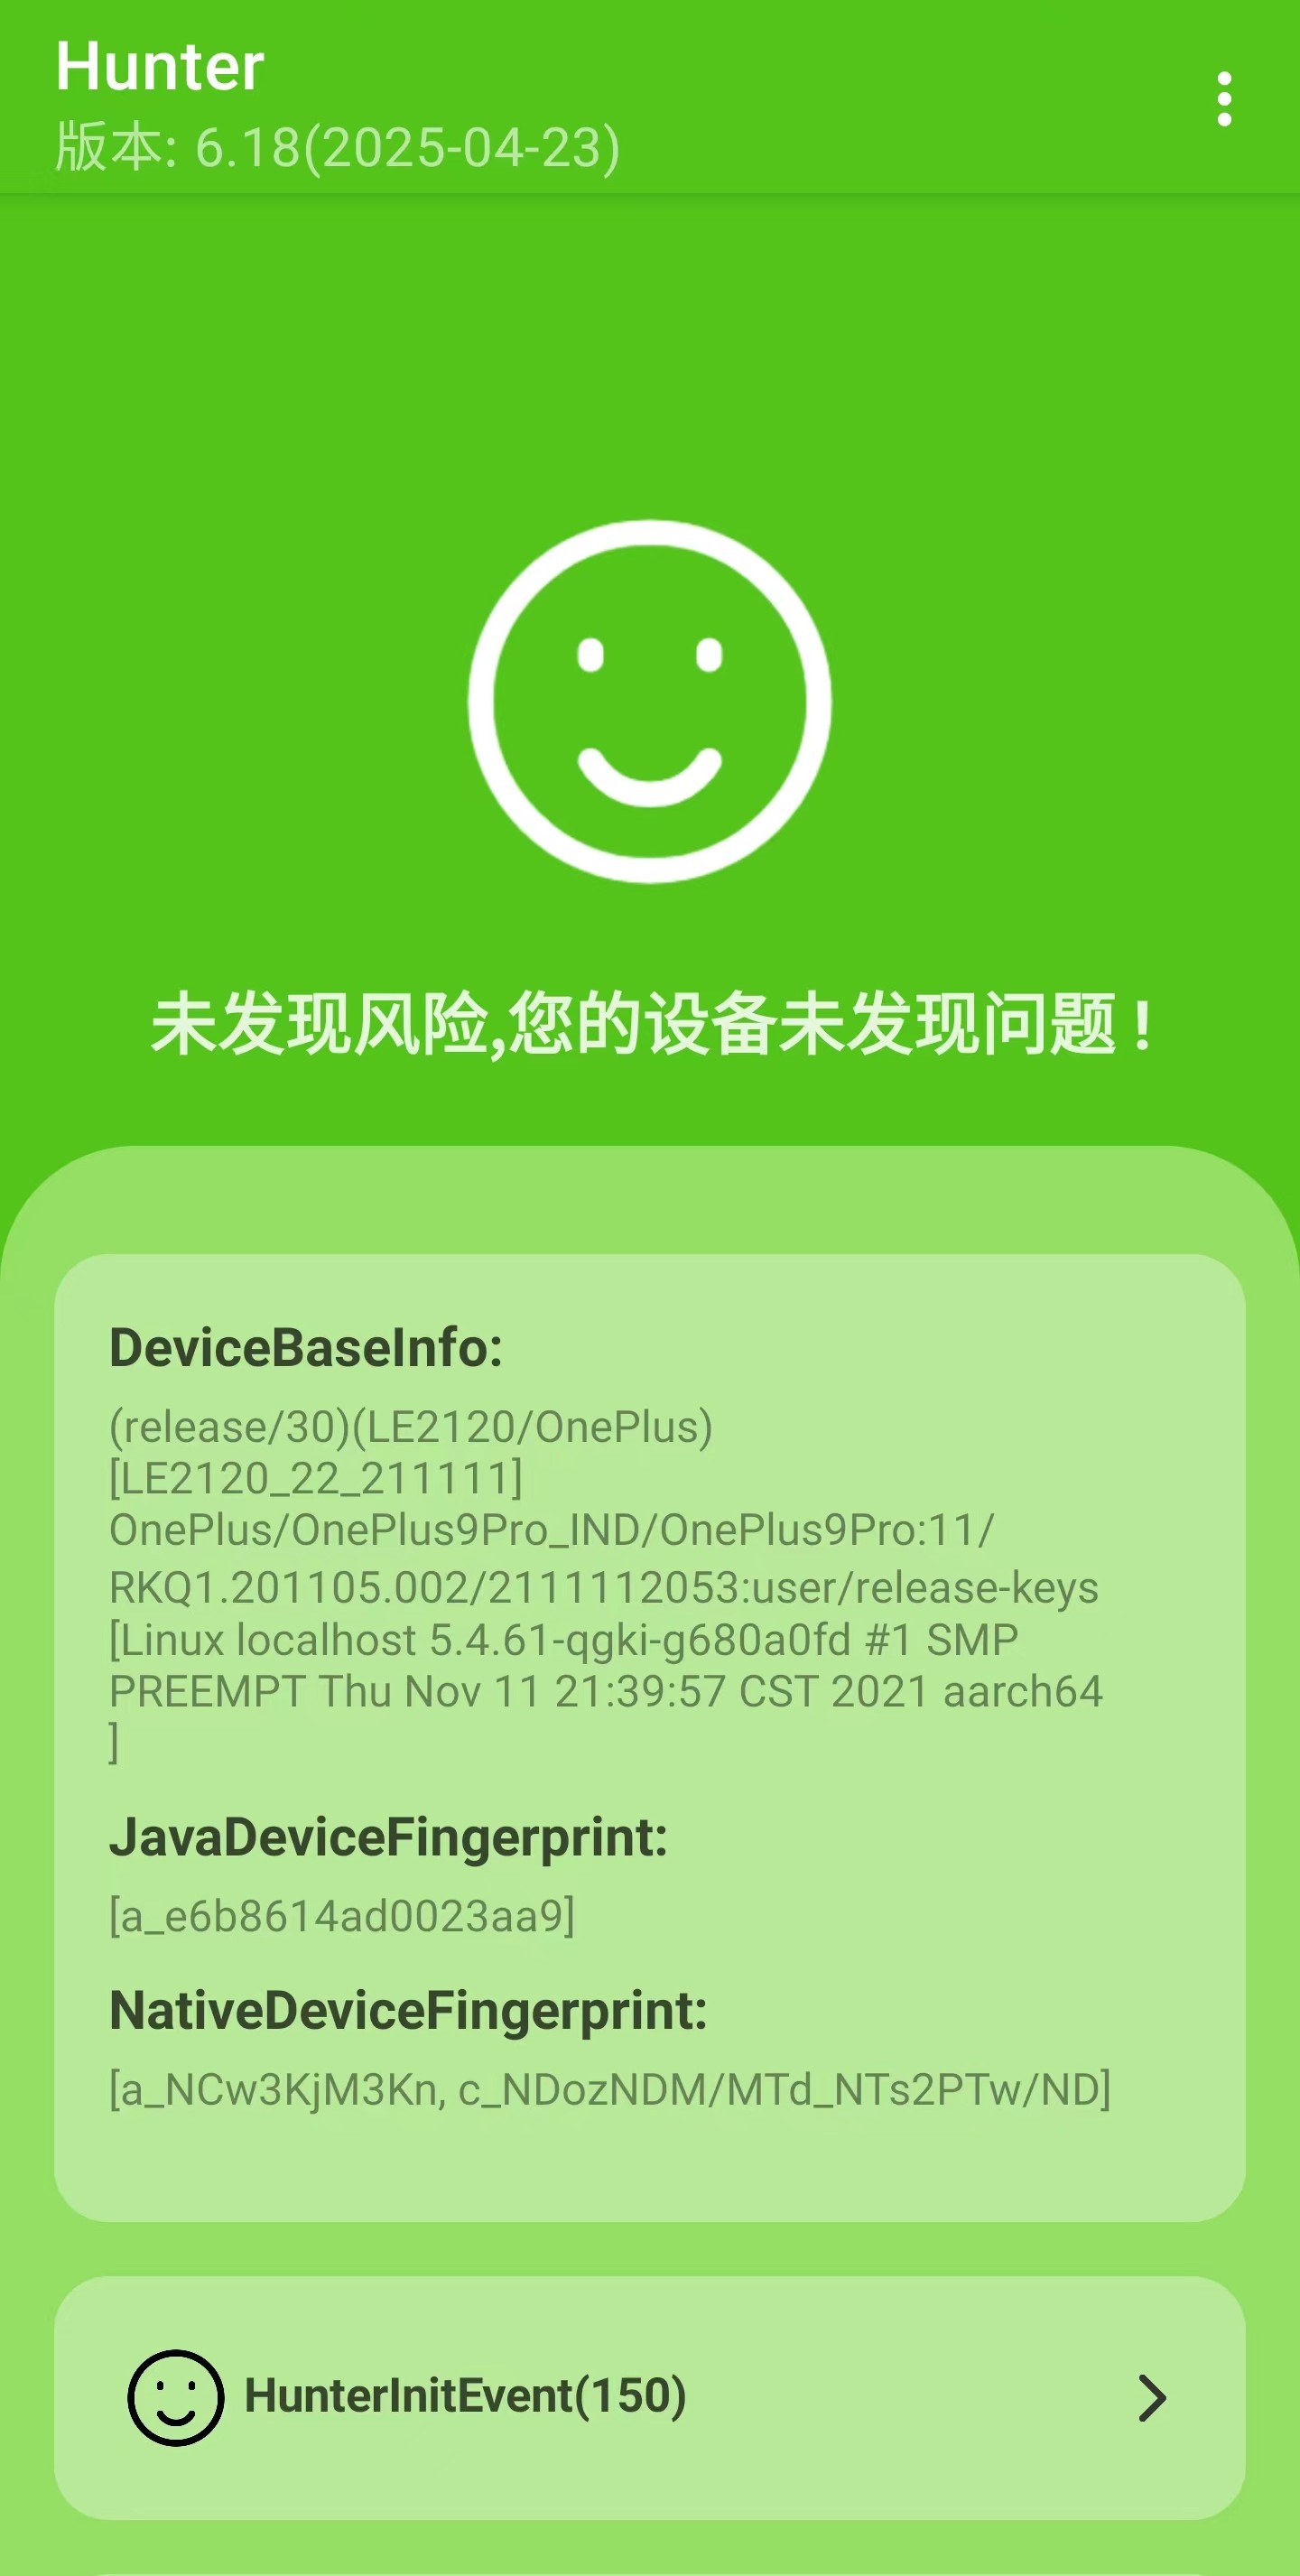 Hunter
版本: 6.18(2025-04-23)
未发现风险,您的设备未发现问题！
DeviceBaseInfo:
(release/30)(LE2120/OnePlus)
[LE2120_22_211111]
OnePlus/OnePlus9Pro_IND/OnePlus9Pro:11/
RKQ1.201105.002/2111112053:user/release-keys
[Linux localhost 5.4.61-qgki-g680a0fd #1 SMP
PREEMPT Thu Nov 11 21:39:57 CST 2021 aarch64
]
JavaDeviceFingerprint:
[a_e6b8614ad0023aa9]
NativeDeviceFingerprint:
[a_NCw3KjM3Kn, c_NDozNDM/MTd_NTs2PTw/ND]
HunterInitEvent(150)